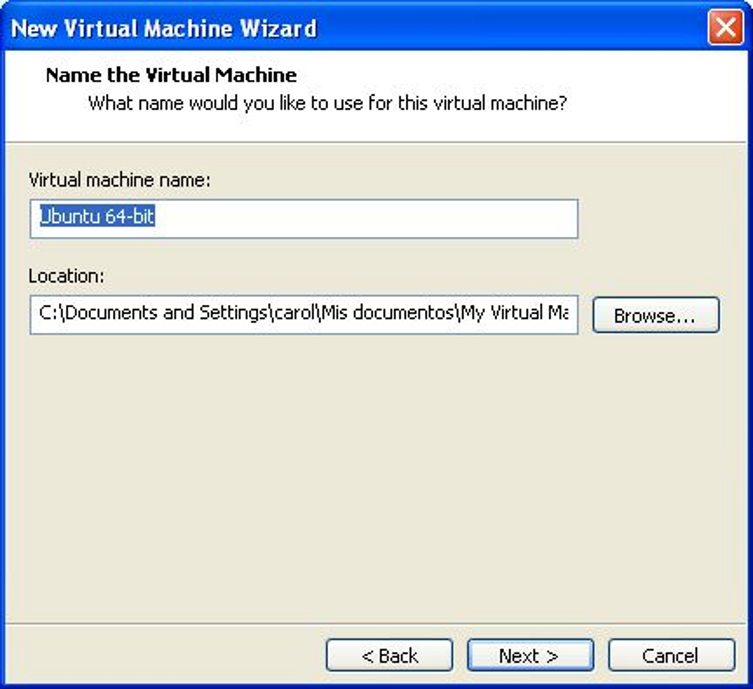 New Virtual Machine Wizard
Name the Virtual Machine
What name would you like to use for this virtual machine?
Virtual machine name:
Ubuntu 64-bit
Location:
C:\Documents and Settings\carol\Mis documentos\My Virtual Ma
Browse...
< Back
Next >
Cancel